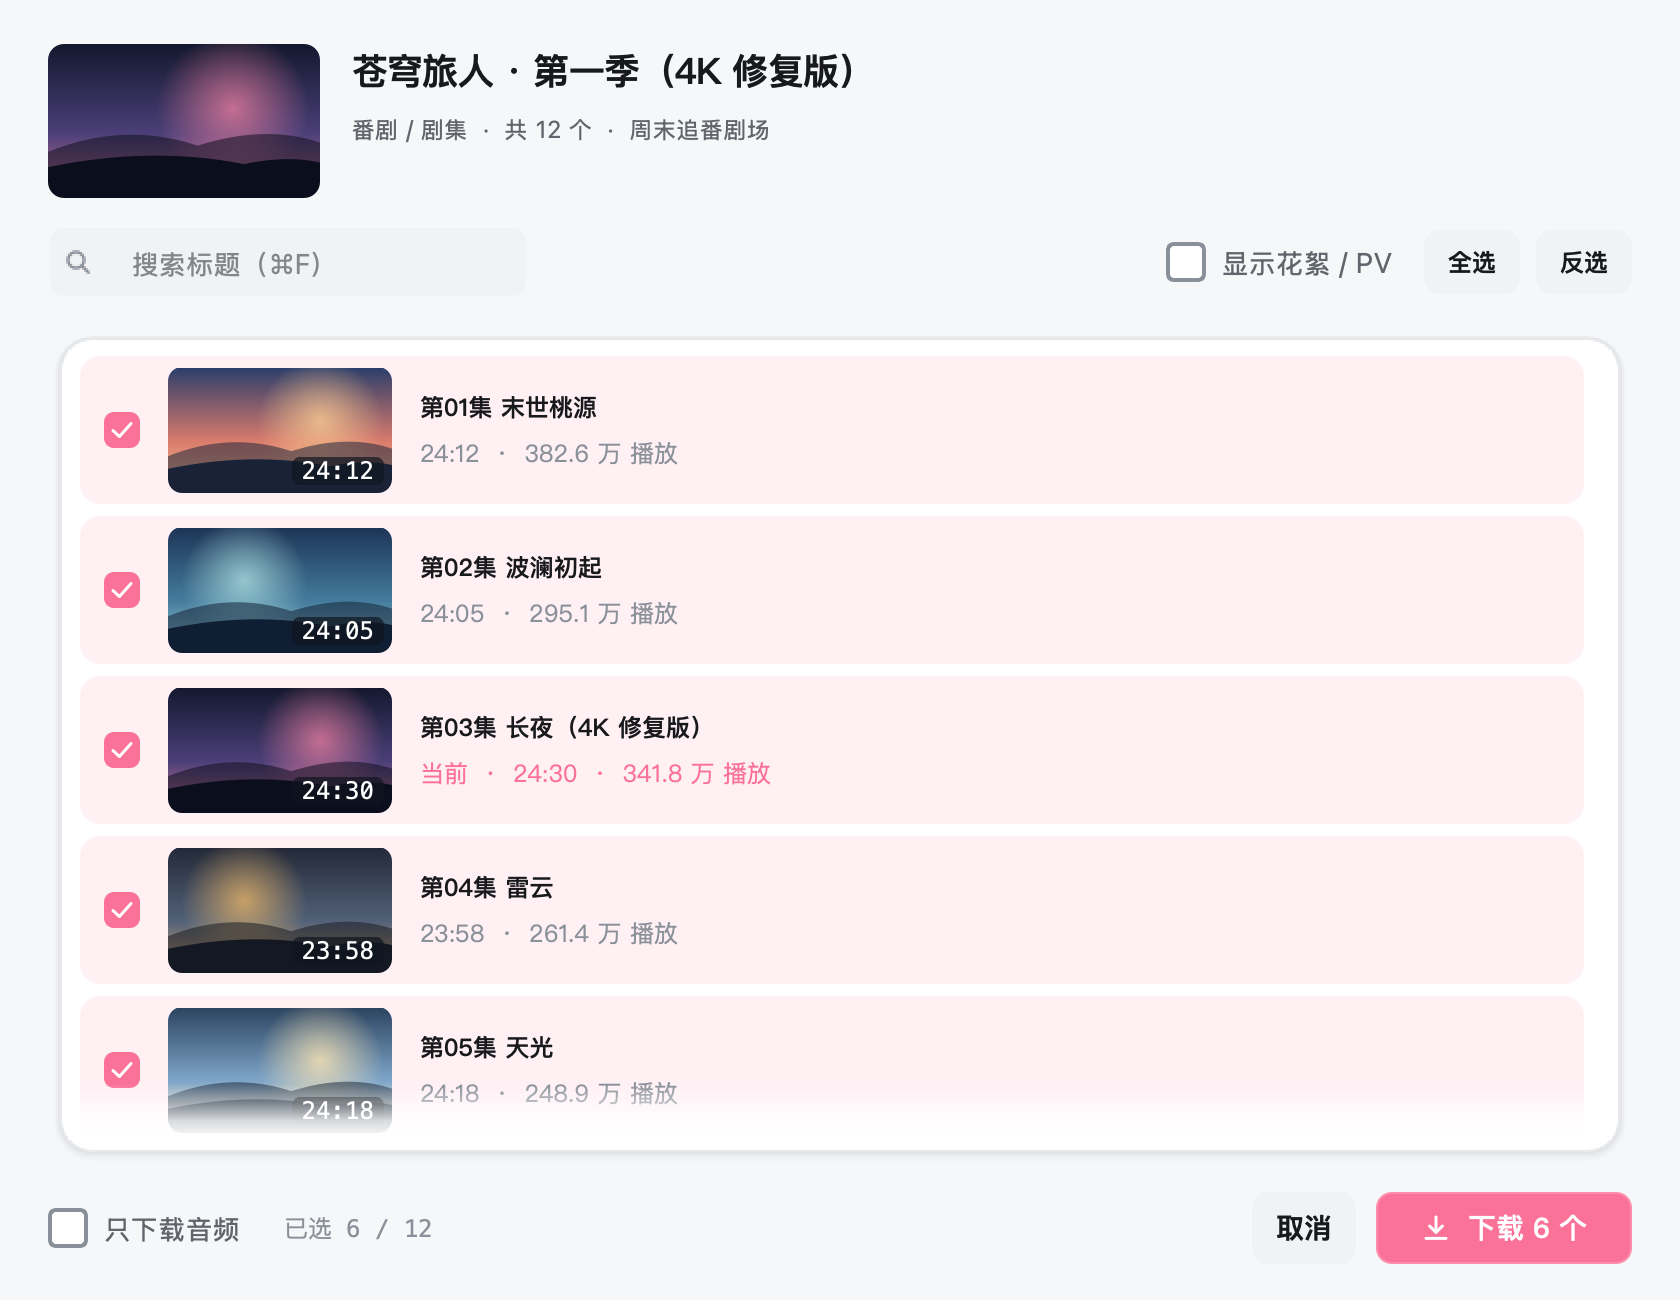 苍穹旅人 · 第一季（4K 修复版）
番剧 / 剧集 · 共 12 个 · 周末追番剧场
搜索标题（⌘F）
显示花絮 / PV
全选
反选
24:12
第01集 末世桃源
24:12 · 382.6 万 播放
24:05
第02集 波澜初起
24:05 · 295.1 万 播放
24:30
第03集 长夜（4K 修复版）
当前 · 24:30 · 341.8 万 播放
23:58
第04集 雷云
23:58 · 261.4 万 播放
24:18
第05集 天光
24:18 · 248.9 万 播放
只下载音频
已选 6 / 12
取消
下载 6 个